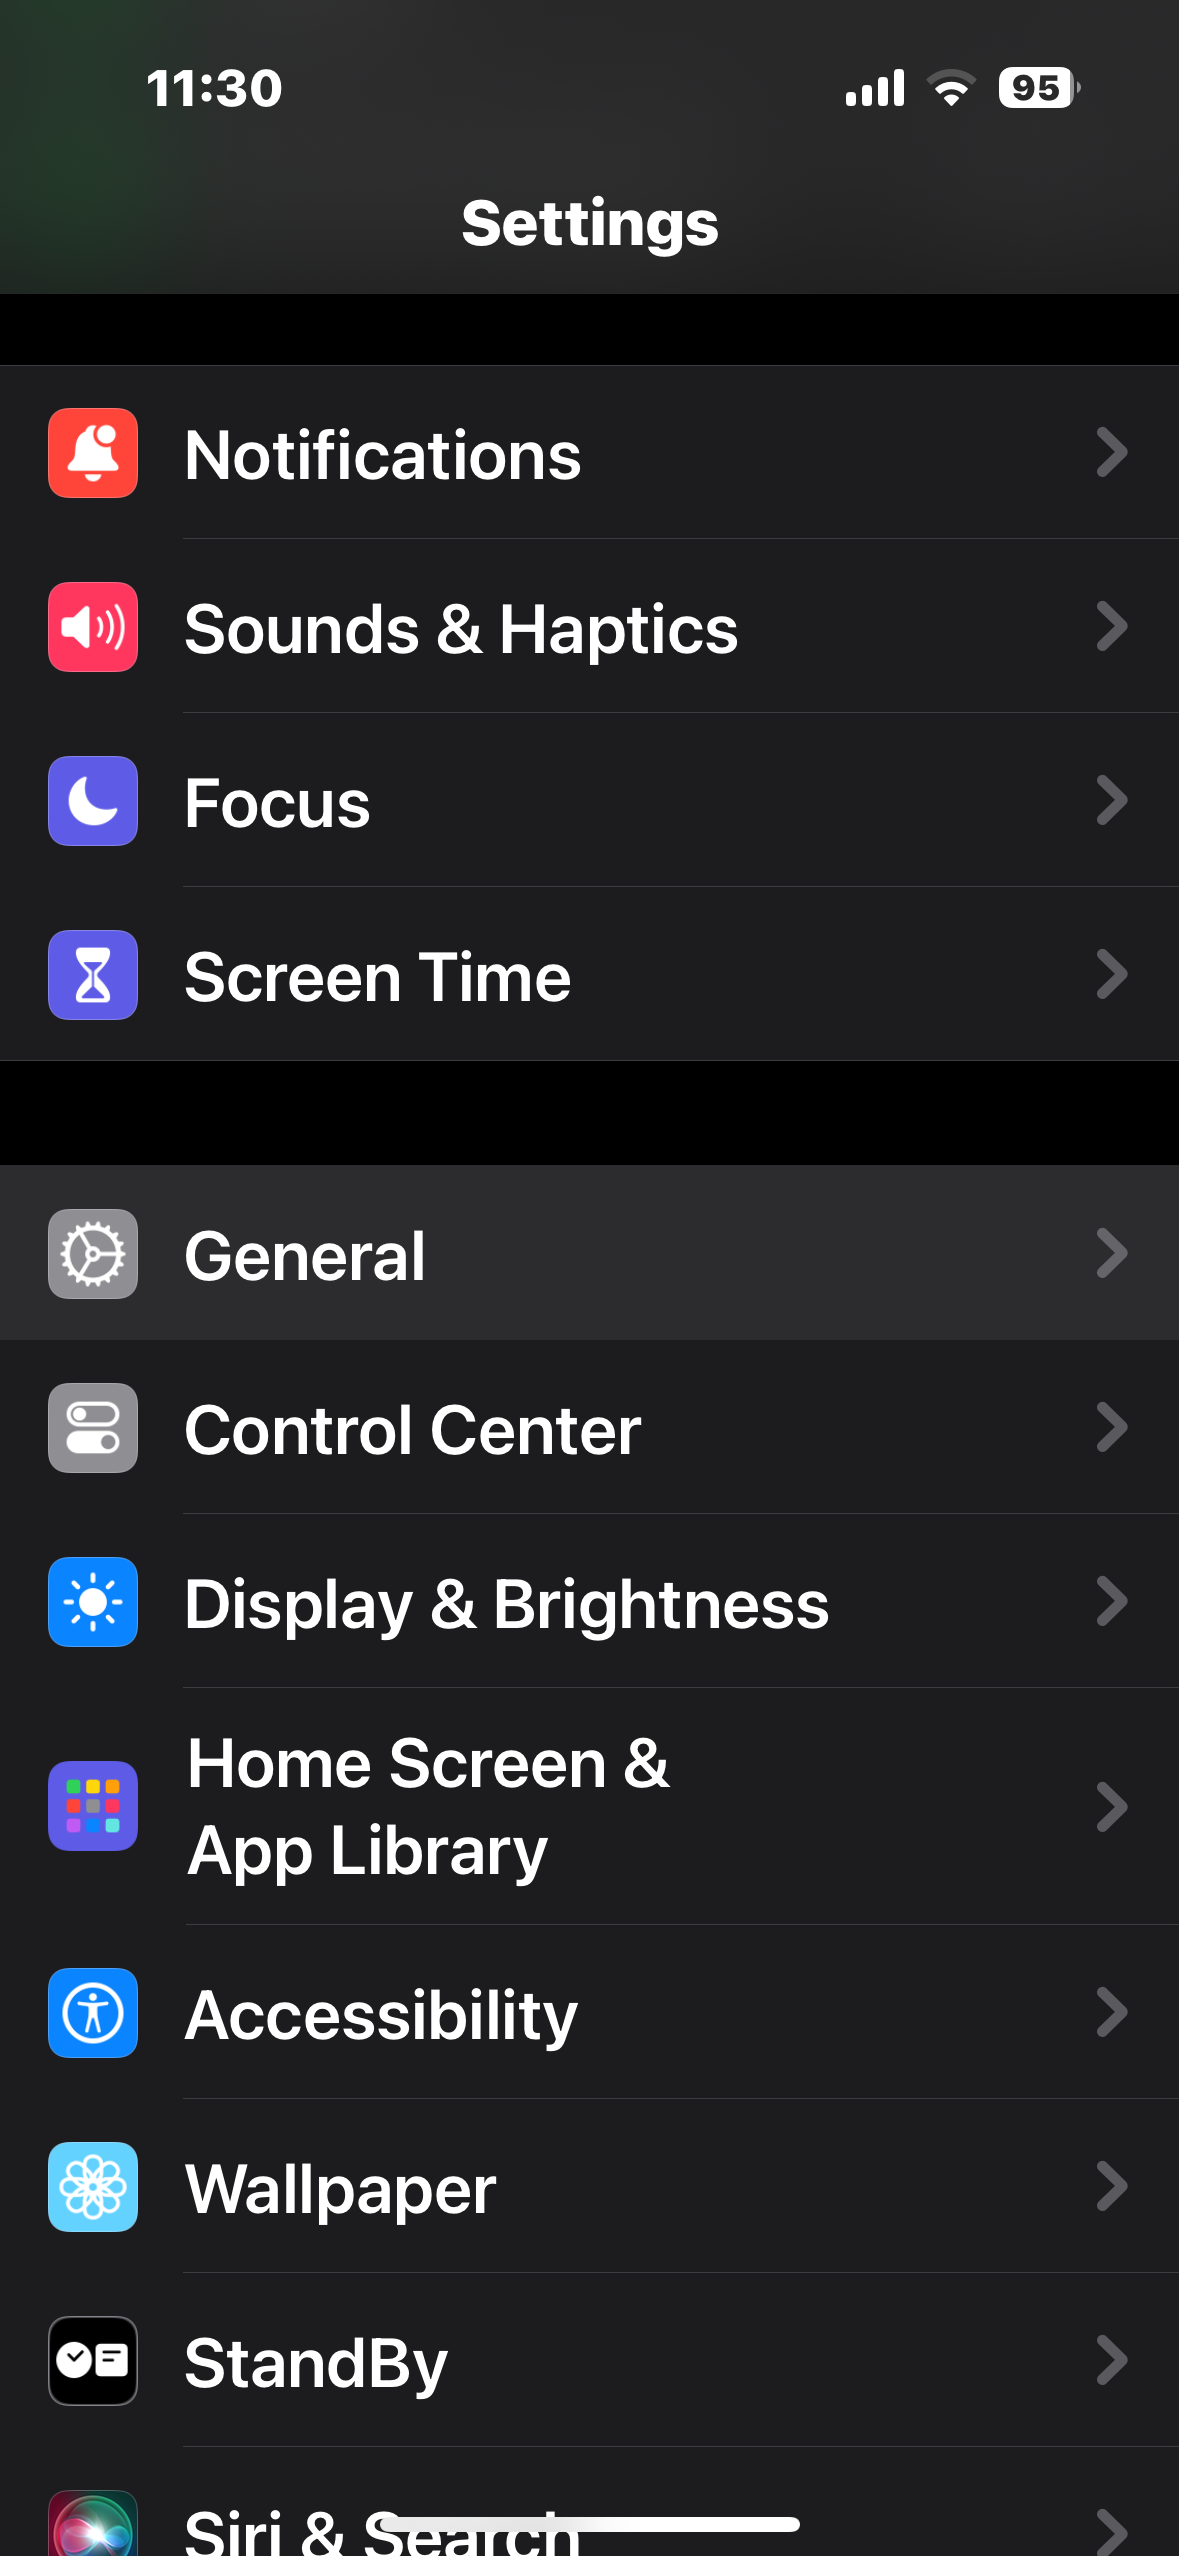 11:30
95
Settings
Notifications
Sounds & Haptics
Focus
Screen Time
General
Control Center
Display & Brightness
Home Screen &
App Library
Accessibility
Wallpaper
StandBy
Siri & Search